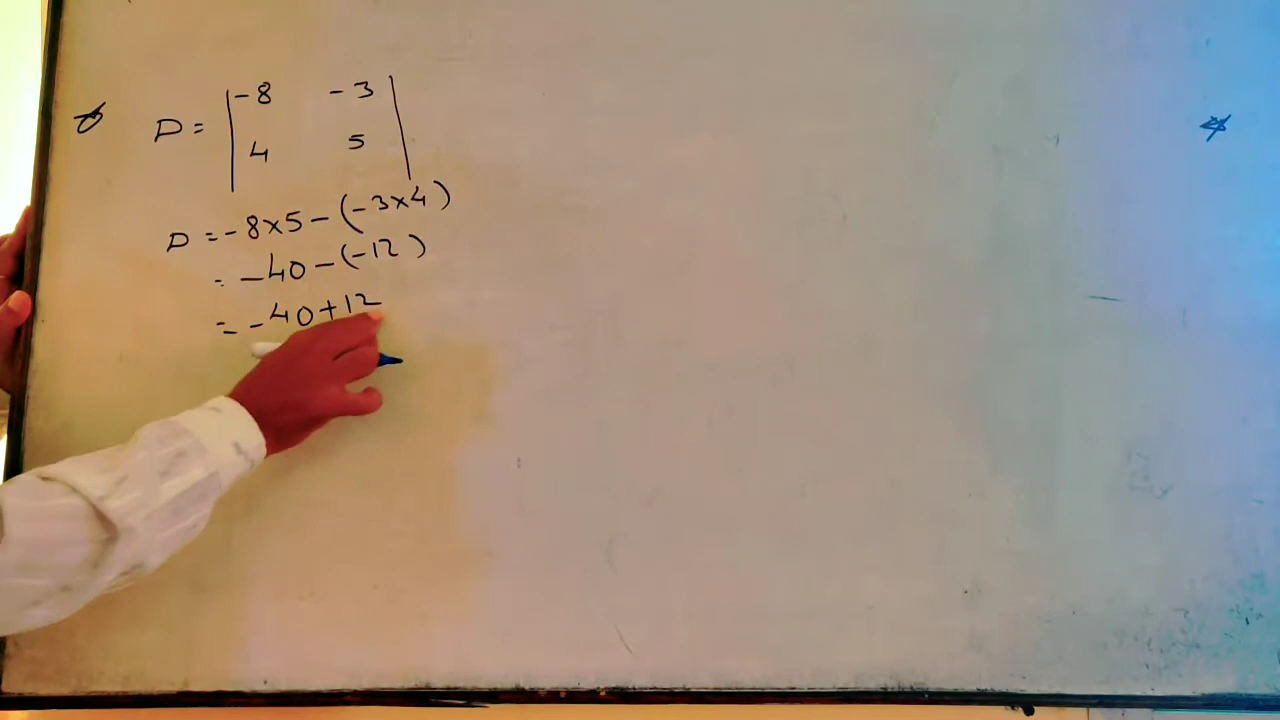 D = | -8 -3 |
| 4 5 |
D = -8×5-(-3×4)
= -40-(-12)
= -40+12